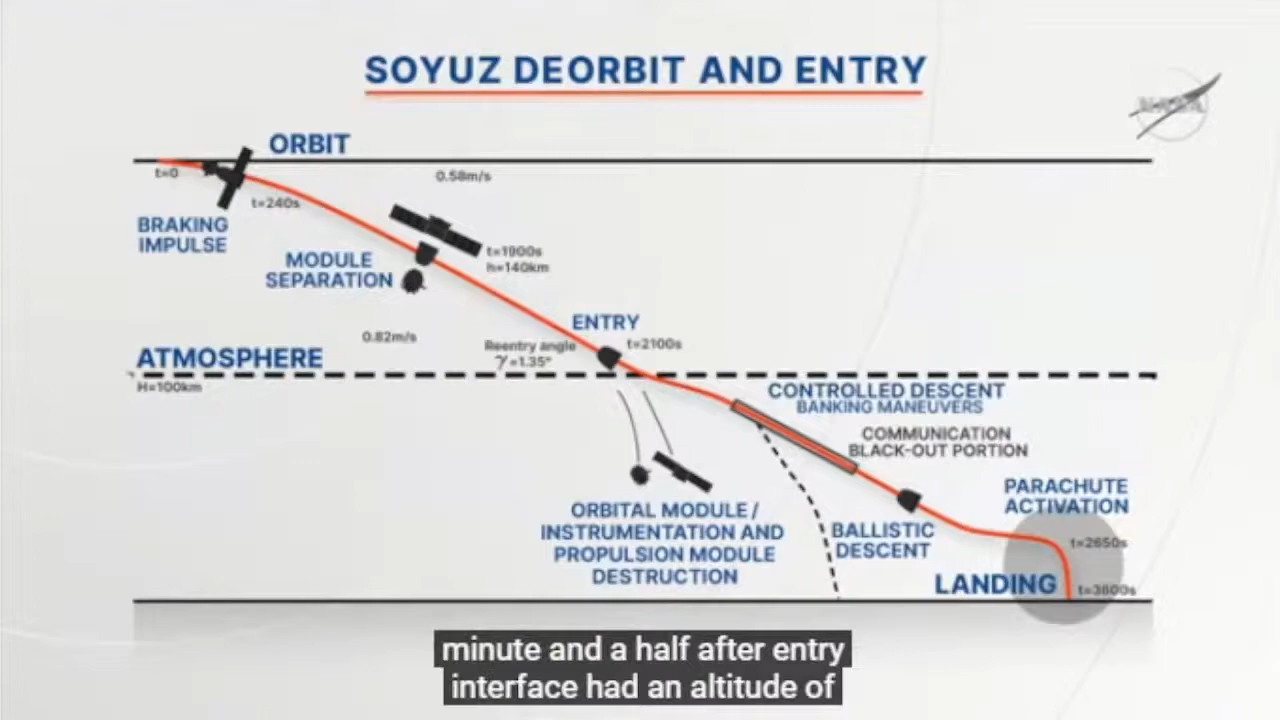 SOYUZ DEORBIT AND ENTRY
NASA
ORBIT
t=0
0.58m/s
t=240s
BRAKING
IMPULSE
MODULE
SEPARATION
t=1900s
h=140km
ENTRY
t=2100s
0.82m/s
Reentry angle
γ=1.35°
ATMOSPHERE
H=100km
CONTROLLED DESCENT
BANKING MANEUVERS
COMMUNICATION
BLACK-OUT PORTION
PARACHUTE
ACTIVATION
ORBITAL MODULE /
INSTRUMENTATION AND
PROPULSION MODULE
DESTRUCTION
BALLISTIC
DESCENT
t=2650s
LANDING
t=3600s
minute and a half after entry
interface had an altitude of